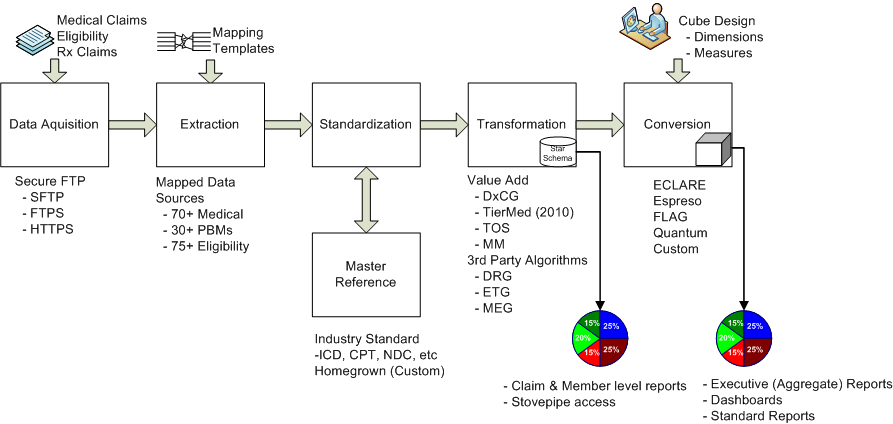 Medical Claims
Eligibility
Rx Claims
Mapping
Templates
Cube Design
- Dimensions
- Measures
Data Aquisition
Extraction
Standardization
Transformation
Conversion
Star
Schema
Secure FTP
- SFTP
- FTPS
- HTTPS
Mapped Data
Sources
- 70+ Medical
- 30+ PBMs
- 75+ Eligibility
Master
Reference
Industry Standard
-ICD, CPT, NDC, etc
Homegrown (Custom)
Value Add
- DxCG
- TierMed (2010)
- TOS
- MM
3rd Party Algorithms
- DRG
- ETG
- MEG
ECLARE
Espreso
FLAG
Quantum
Custom
15%
25%
20%
15%
25%
15%
25%
20%
15%
25%
- Claim & Member level reports
- Stovepipe access
- Executive (Aggregate) Reports
- Dashboards
- Standard Reports